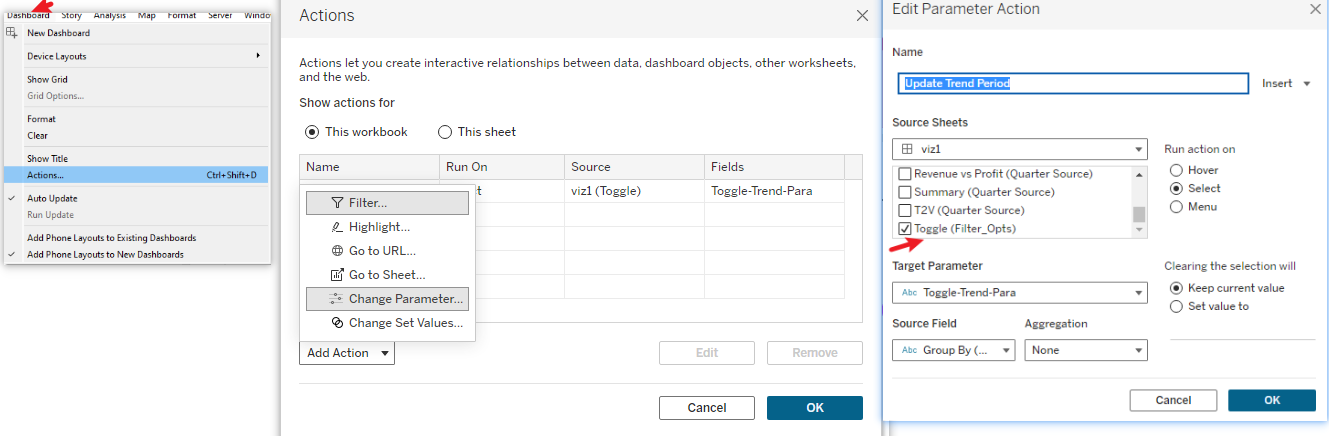 Dashboard Story Analysis Map Format Server Window
New Dashboard
Device Layouts
Show Grid
Grid Options...
Format
Clear
Show Title
Actions... Ctrl+Shift+D
Auto Update
Run Update
Add Phone Layouts to Existing Dashboards
Add Phone Layouts to New Dashboards
Actions
Actions let you create interactive relationships between data, dashboard objects, other worksheets,
and the web.
Show actions for
This workbook This sheet
Name Run On Source Fields
t viz1 (Toggle) Toggle-Trend-Para
Filter...
Highlight...
Go to URL...
Go to Sheet...
Change Parameter...
Change Set Values...
Add Action Edit Remove
Cancel OK
Edit Parameter Action
Name
Update Trend Period Insert
Source Sheets
viz1 Run action on
Revenue vs Profit (Quarter Source) Hover
Summary (Quarter Source) Select
T2V (Quarter Source) Menu
Toggle (Filter_Opts)
Target Parameter Clearing the selection will
Abc Toggle-Trend-Para Keep current value
Set value to
Source Field Aggregation
Abc Group By (... None
Cancel OK